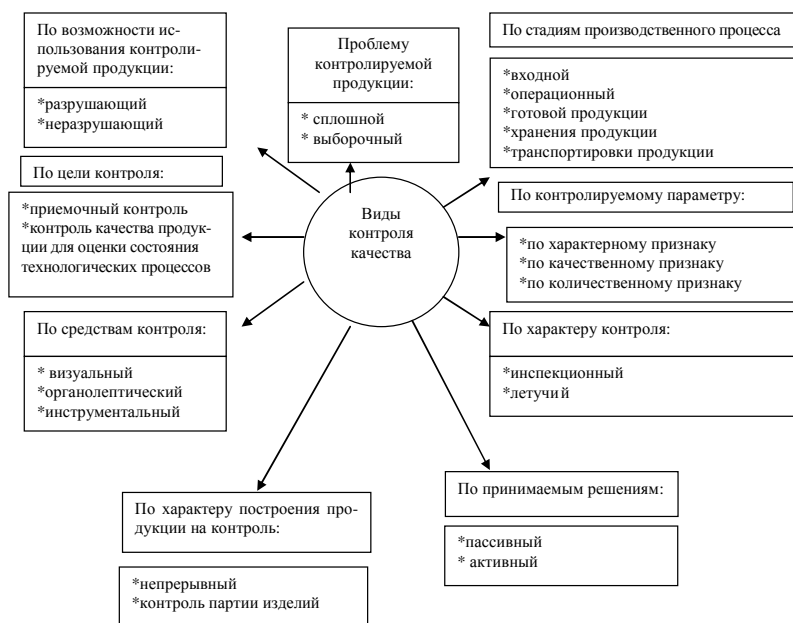 По возможности ис-
пользования контроли-
руемой продукции:
*разрушающий
*неразрушающий
Проблему
контролируемой
продукции:
* сплошной
* выборочный
По стадиям производственного процесса
*входной
*операционный
*готовой продукции
*хранения продукции
*транспортировки продукции
По цели контроля:
*приемочный контроль
*контроль качества продук-
ции для оценки состояния
технологических процессов
Виды
контроля
качества
По контролируемому параметру:
*по характерному признаку
*по качественному признаку
*по количественному признаку
По средствам контроля:
* визуальный
*органолептический
*инструментальный
По характеру контроля:
*инспекционный
*летучий
По характеру построения про-
дукции на контроль:
*непрерывный
*контроль партии изделий
По принимаемым решениям:
*пассивный
* активный